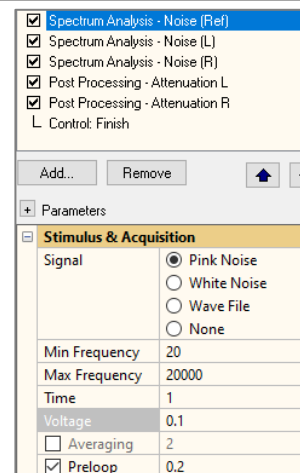 Spectrum Analysis - Noise (Ref)
Spectrum Analysis - Noise (L)
Spectrum Analysis - Noise (R)
Post Processing - Attenuation L
Post Processing - Attenuation R
Control: Finish
Add... Remove
Parameters
Stimulus & Acquisition
Signal Pink Noise
White Noise
Wave File
None
Min Frequency 20
Max Frequency 20000
Time 1
Voltage 0.1
Averaging 2
Preloop 0.2